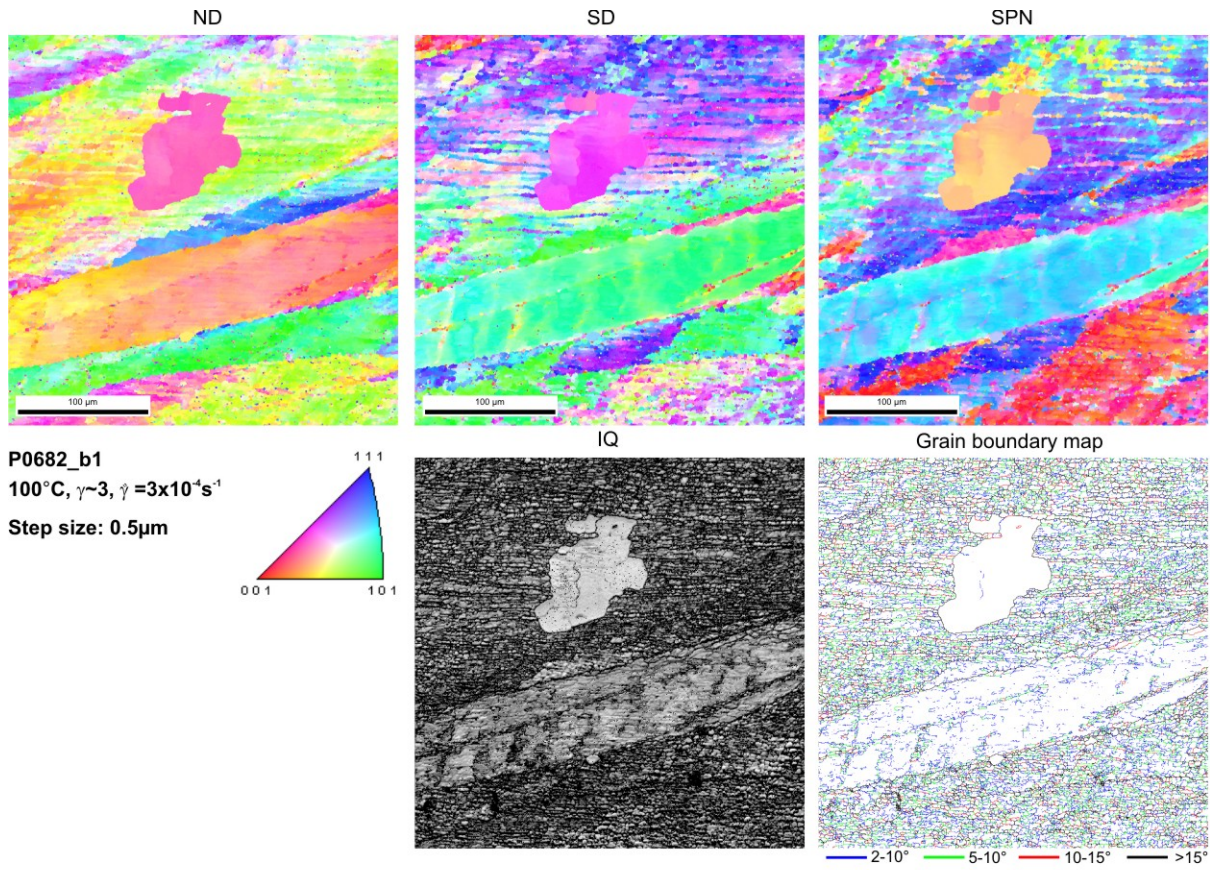 ND
SD
SPN
100 µm
100 µm
100 µm
IQ
Grain boundary map
P0682_b1
100°C, γ~3, γ̇ =3x10⁻⁴s⁻¹
Step size: 0.5µm
1 1 1
0 0 1
1 0 1
2-10°
5-10°
10-15°
>15°